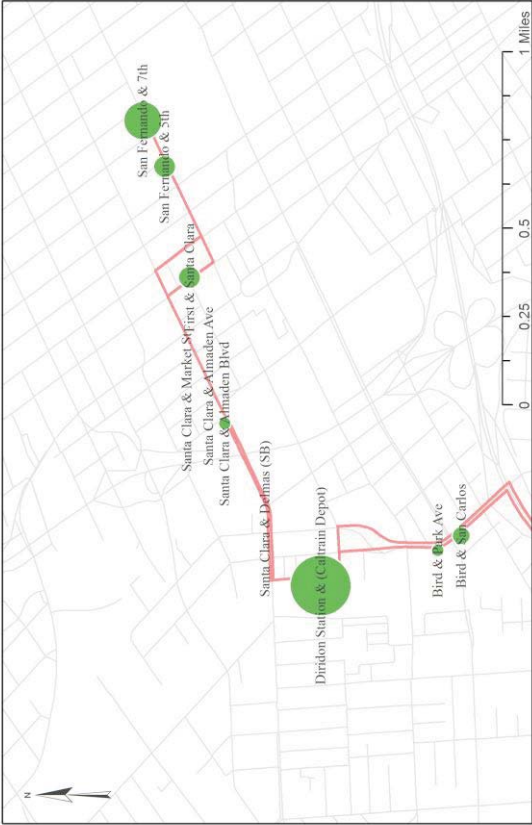 N
San Fernando & 7th
San Fernando & 5th
Santa Clara & Market St
First & Santa Clara
Santa Clara & Almaden Ave
Santa Clara & Almaden Blvd
Santa Clara & Delmas (SB)
Diridon Station & (Caltrain Depot)
Bird & Park Ave
Bird & San Carlos
0 0.25 0.5 1 Miles